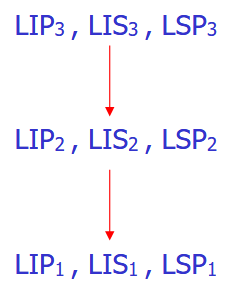 LIP₃ , LIS₃ , LSP₃
LIP₂ , LIS₂ , LSP₂
LIP₁ , LIS₁ , LSP₁